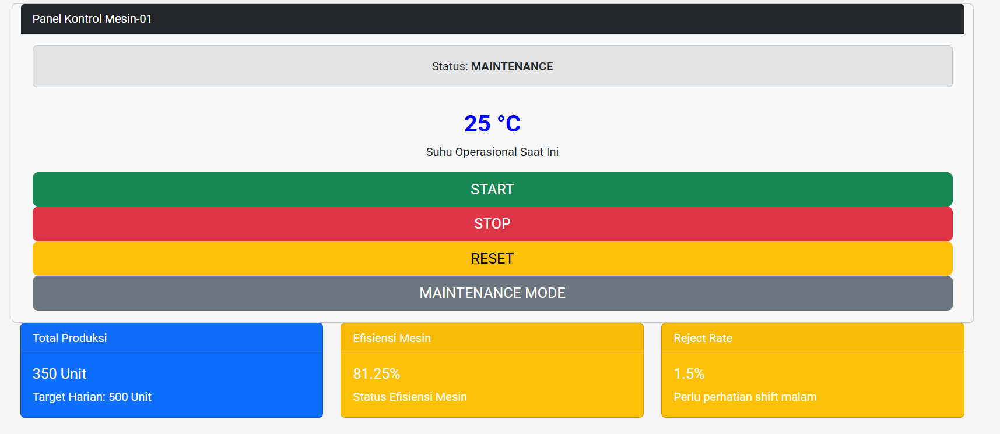 Panel Kontrol Mesin-01
Status: MAINTENANCE
25 °C
Suhu Operasional Saat Ini
START
STOP
RESET
MAINTENANCE MODE
Total Produksi
350 Unit
Target Harian: 500 Unit
Efisiensi Mesin
81.25%
Status Efisiensi Mesin
Reject Rate
1.5%
Perlu perhatian shift malam